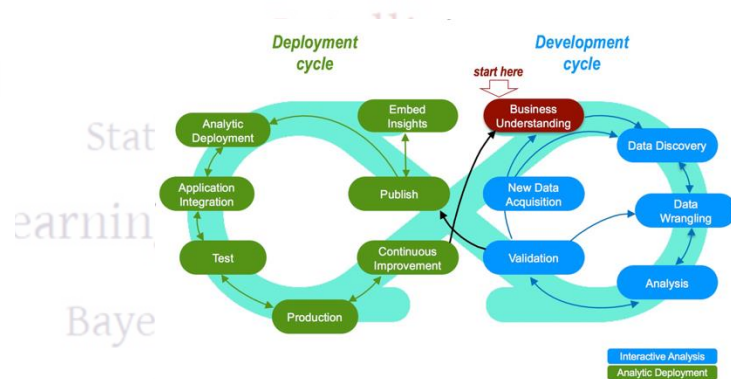 Deployment
cycle
Development
cycle
start here
Embed
Insights
Business
Understanding
Analytic
Deployment
Data Discovery
Application
Integration
Publish
New Data
Acquisition
Data
Wrangling
Test
Continuous
Improvement
Validation
Analysis
Production
Interactive Analysis
Analytic Deployment
Stat
earning
Baye